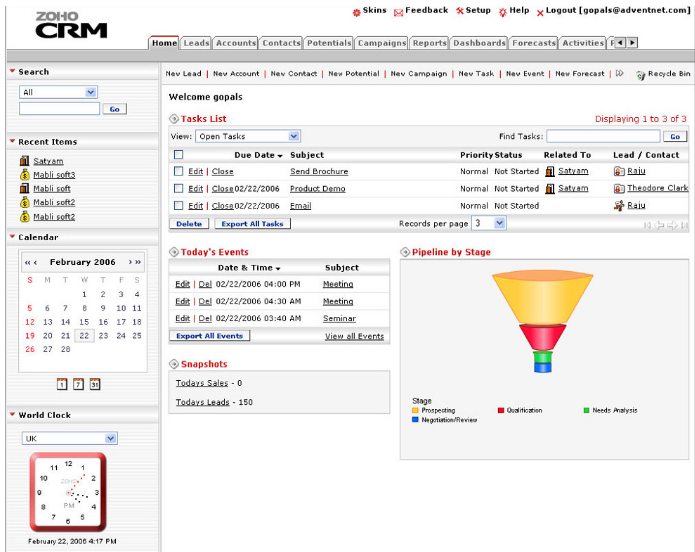 ZOHO
CRM
Skins Feedback Setup Help Logout [gopals@adventnet.com]
Home Leads Accounts Contacts Potentials Campaigns Reports Dashboards Forecasts Activities
Search
All
Go
Recent Items
Satyam
Mabli soft3
Mabli soft
Mabli soft2
Mabli soft2
Calendar
<< < February 2006 > >>
S M T W T F S
1 2 3 4
5 6 7 8 9 10 11
12 13 14 15 16 17 18
19 20 21 22 23 24 25
26 27 28
1 7 31
World Clock
UK
12 1 2 3 4 5 6 7 8 9 10 11
ZOHO
PM
February 22, 2006 4:17 PM
New Lead | New Account | New Contact | New Potential | New Campaign | New Task | New Event | New Forecast | Recycle Bin
Welcome gopals
Tasks List
Displaying 1 to 3 of 3
View: Open Tasks Find Tasks: Go
Due Date Subject Priority Status Related To Lead / Contact
Edit | Close Send Brochure Normal Not Started Satyam Raju
Edit | Close 02/22/2006 Product Demo Normal Not Started Satyam Theodore Clark
Edit | Close 02/22/2006 Email Normal Not Started Raju
Delete Export All Tasks Records per page 3
Today's Events
Date & Time Subject
Edit | Del 02/22/2006 04:00 PM Meeting
Edit | Del 02/22/2006 04:30 AM Meeting
Edit | Del 02/22/2006 03:40 AM Seminar
Export All Events View all Events
Snapshots
Todays Sales - 0
Todays Leads - 150
Pipeline by Stage
Stage
Prospecting Qualification Needs Analysis
Negotiation/Review